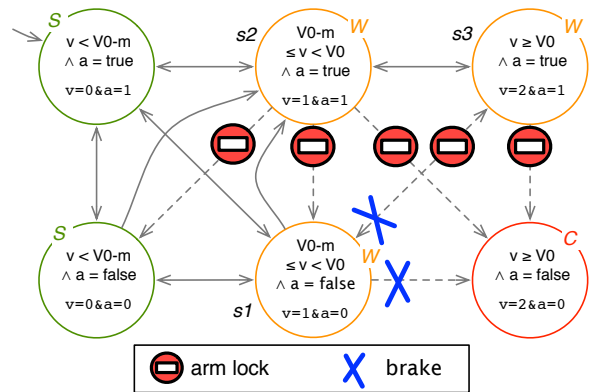 S
v < V0-m
∧ a = true
v=0&a=1
s2
W
V0-m
≤ v < V0
∧ a = true
v=1&a=1
s3
W
v ≥ V0
∧ a = true
v=2&a=1
S
v < V0-m
∧ a = false
v=0&a=0
s1
W
V0-m
≤ v < V0
∧ a = false
v=1&a=0
C
v ≥ V0
∧ a = false
v=2&a=0
arm lock
brake